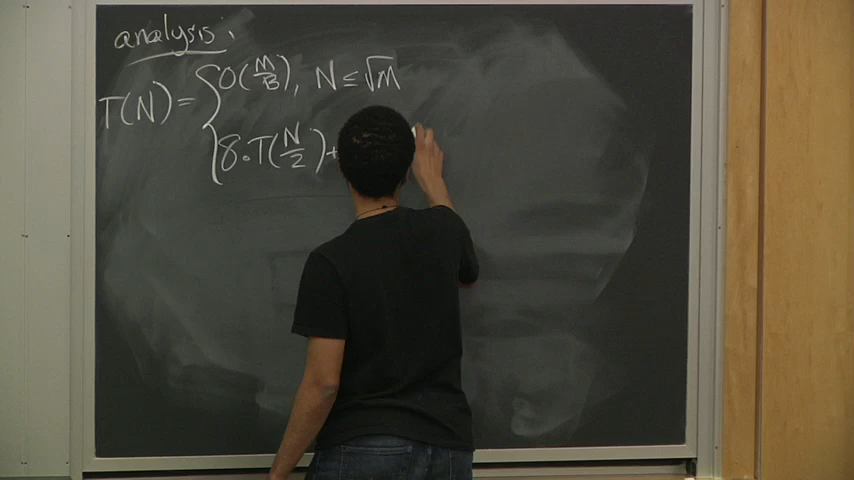 analysis:
T(N) = { O(M/B), N ≤ √M
8·T(N/2)+